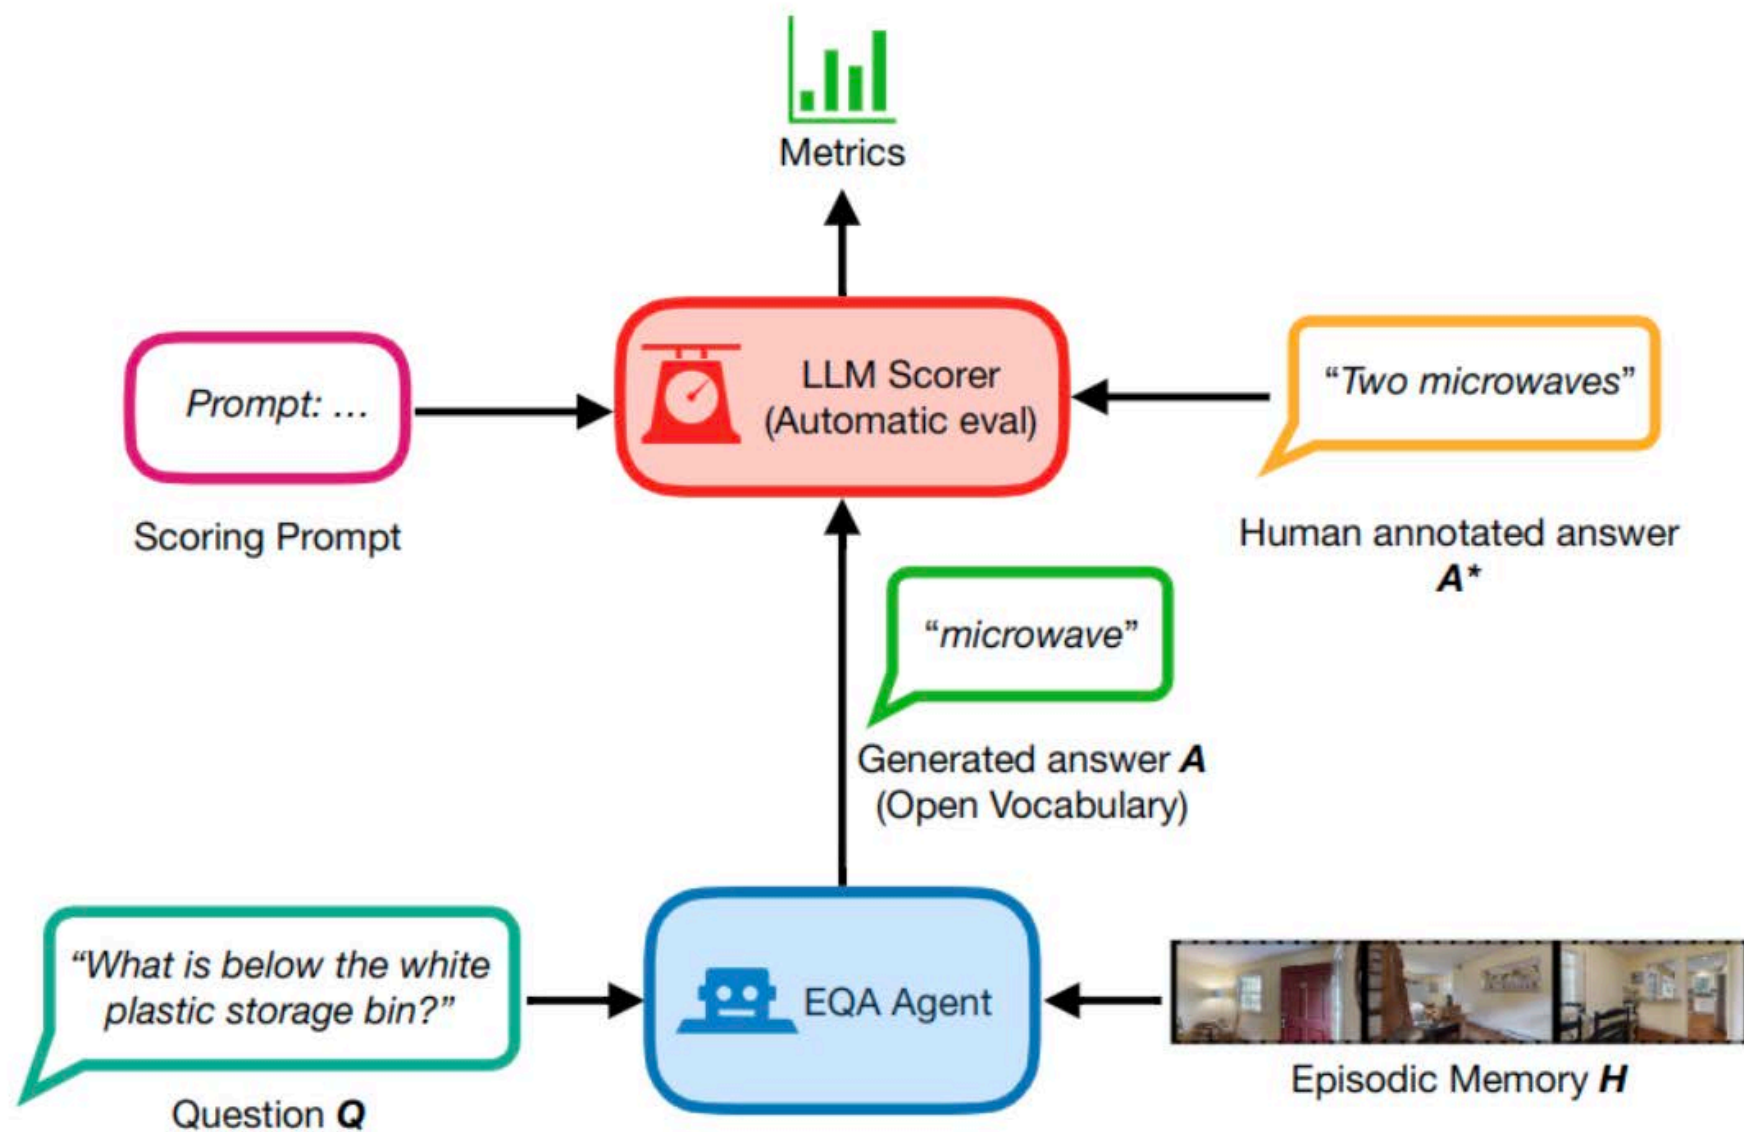 Metrics
Prompt: ...
Scoring Prompt
LLM Scorer
(Automatic eval)
“Two microwaves”
Human annotated answer
A*
“microwave”
Generated answer A
(Open Vocabulary)
“What is below the white
plastic storage bin?”
Question Q
EQA Agent
Episodic Memory H